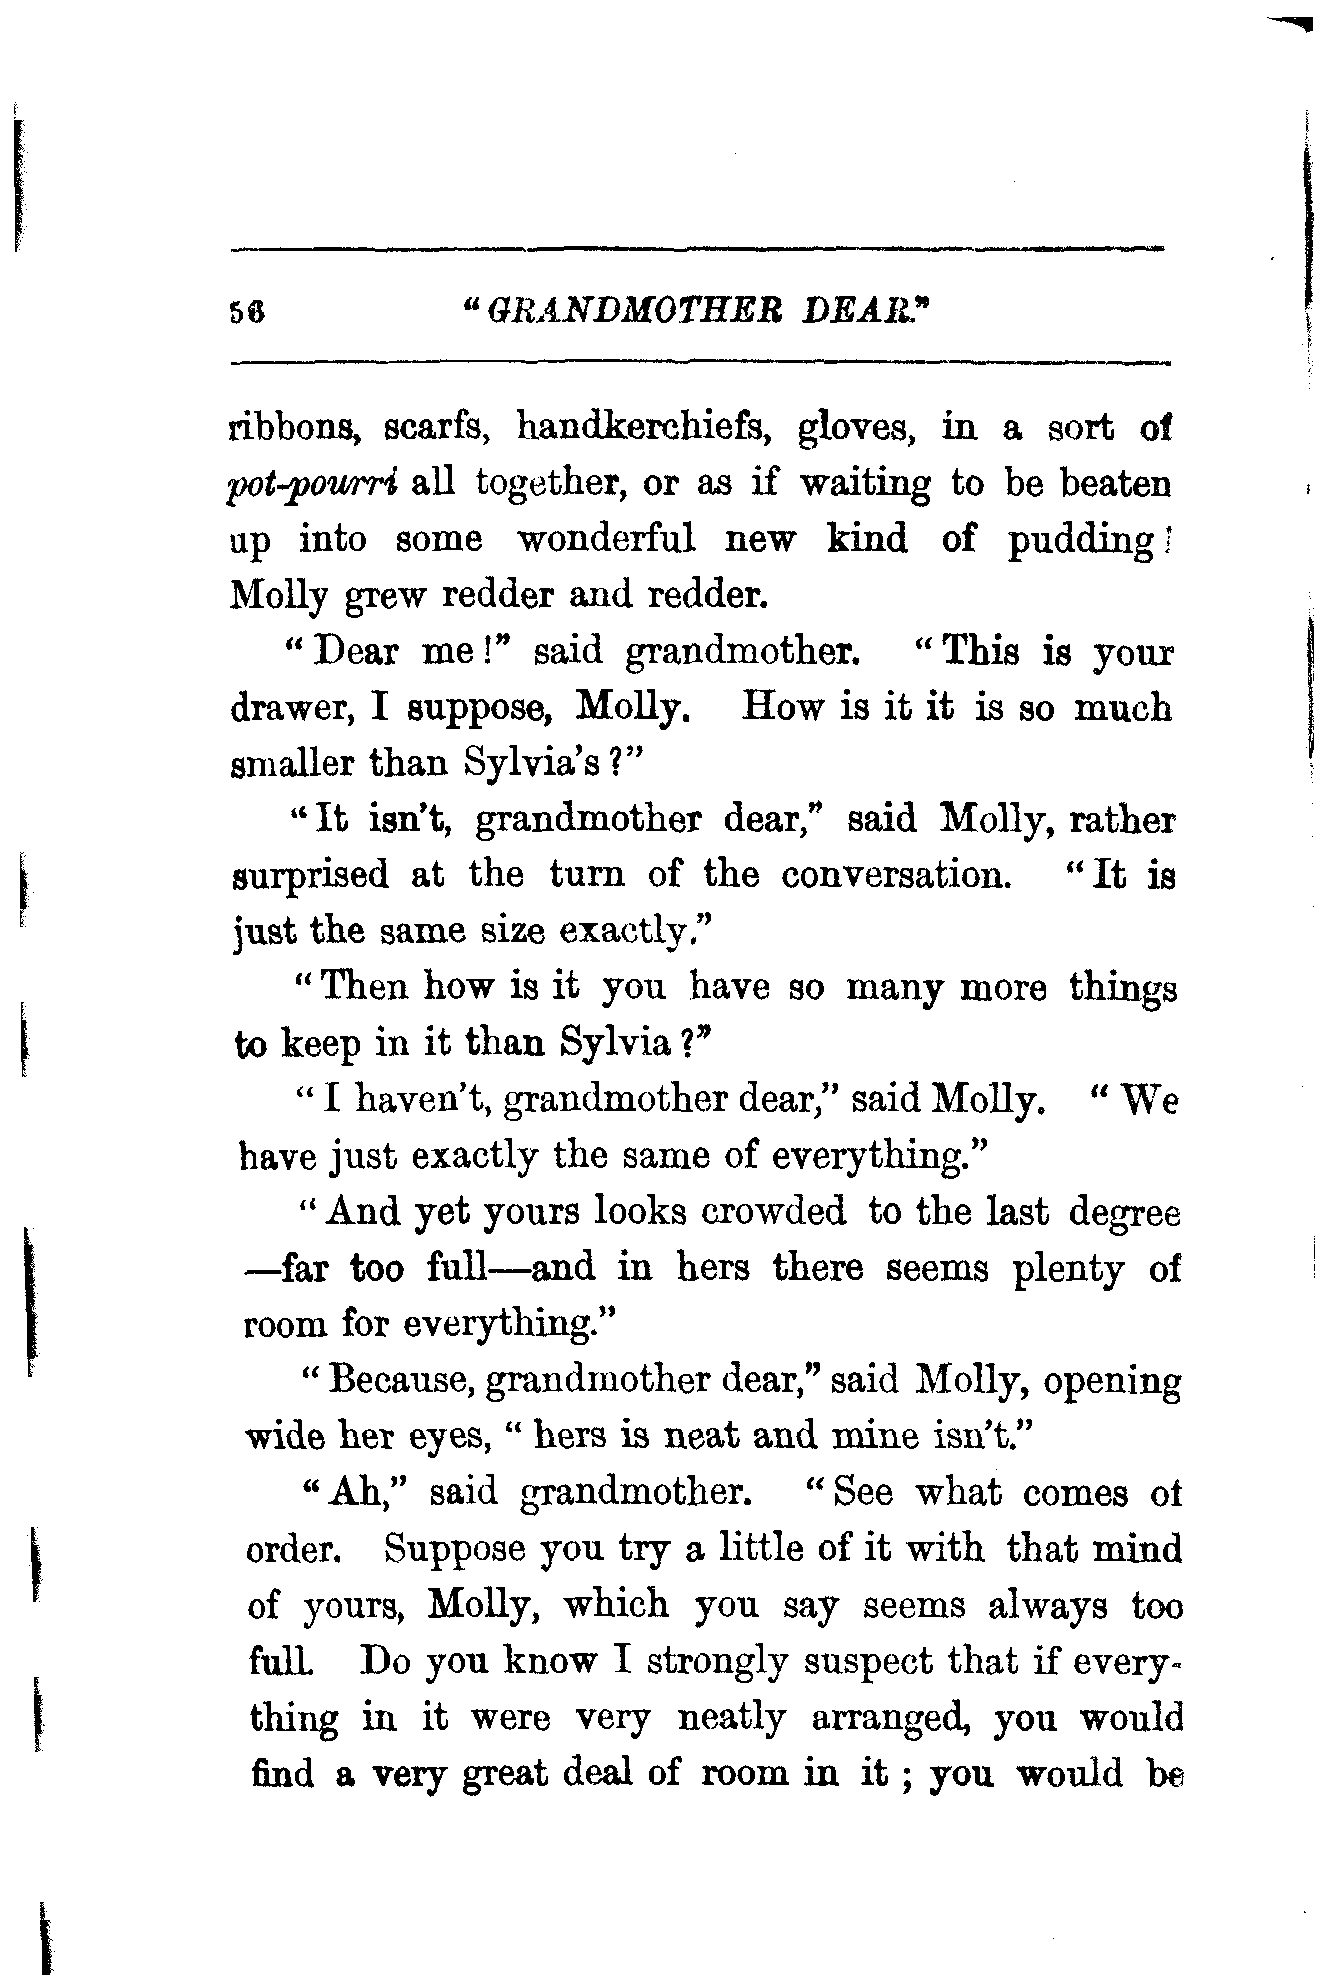 56 "GRANDMOTHER DEAR."
ribbons, scarfs, handkerchiefs, gloves, in a sort of
pot-pourri all together, or as if waiting to be beaten
up into some wonderful new kind of pudding!
Molly grew redder and redder.
"Dear me!" said grandmother. "This is your
drawer, I suppose, Molly. How is it it is so much
smaller than Sylvia's?"
"It isn't, grandmother dear," said Molly, rather
surprised at the turn of the conversation. "It is
just the same size exactly."
"Then how is it you have so many more things
to keep in it than Sylvia?"
"I haven't, grandmother dear," said Molly. "We
have just exactly the same of everything."
"And yet yours looks crowded to the last degree
—far too full—and in hers there seems plenty of
room for everything."
"Because, grandmother dear," said Molly, opening
wide her eyes, "hers is neat and mine isn't."
"Ah," said grandmother. "See what comes of
order. Suppose you try a little of it with that mind
of yours, Molly, which you say seems always too
full. Do you know I strongly suspect that if every-
thing in it were very neatly arranged, you would
find a very great deal of room in it; you would be